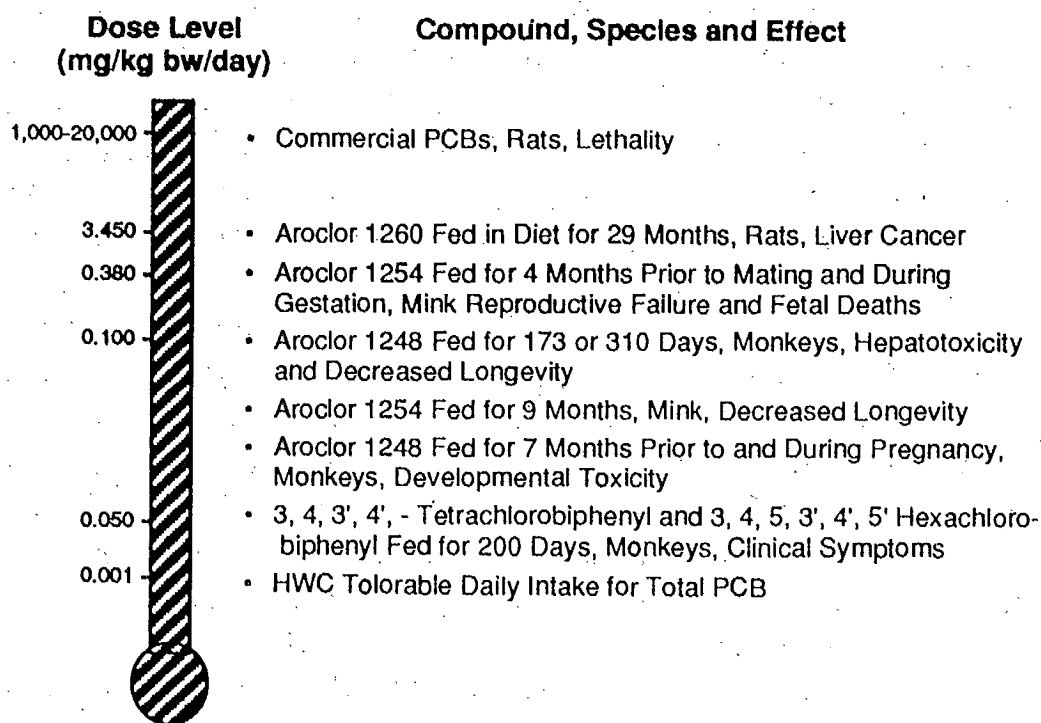 Dose Level
(mg/kg bw/day)
Compound, Species and Effect
1,000-20,000
• Commercial PCBs, Rats, Lethality
3.450
• Aroclor 1260 Fed in Diet for 29 Months, Rats, Liver Cancer
0.380
• Aroclor 1254 Fed for 4 Months Prior to Mating and During
Gestation, Mink Reproductive Failure and Fetal Deaths
0.100
• Aroclor 1248 Fed for 173 or 310 Days, Monkeys, Hepatotoxicity
and Decreased Longevity
• Aroclor 1254 Fed for 9 Months, Mink, Decreased Longevity
• Aroclor 1248 Fed for 7 Months Prior to and During Pregnancy,
Monkeys, Developmental Toxicity
0.050
• 3, 4, 3', 4', - Tetrachlorobiphenyl and 3, 4, 5, 3', 4', 5' Hexachloro-
biphenyl Fed for 200 Days, Monkeys, Clinical Symptoms
0.001
• HWC Tolorable Daily Intake for Total PCB